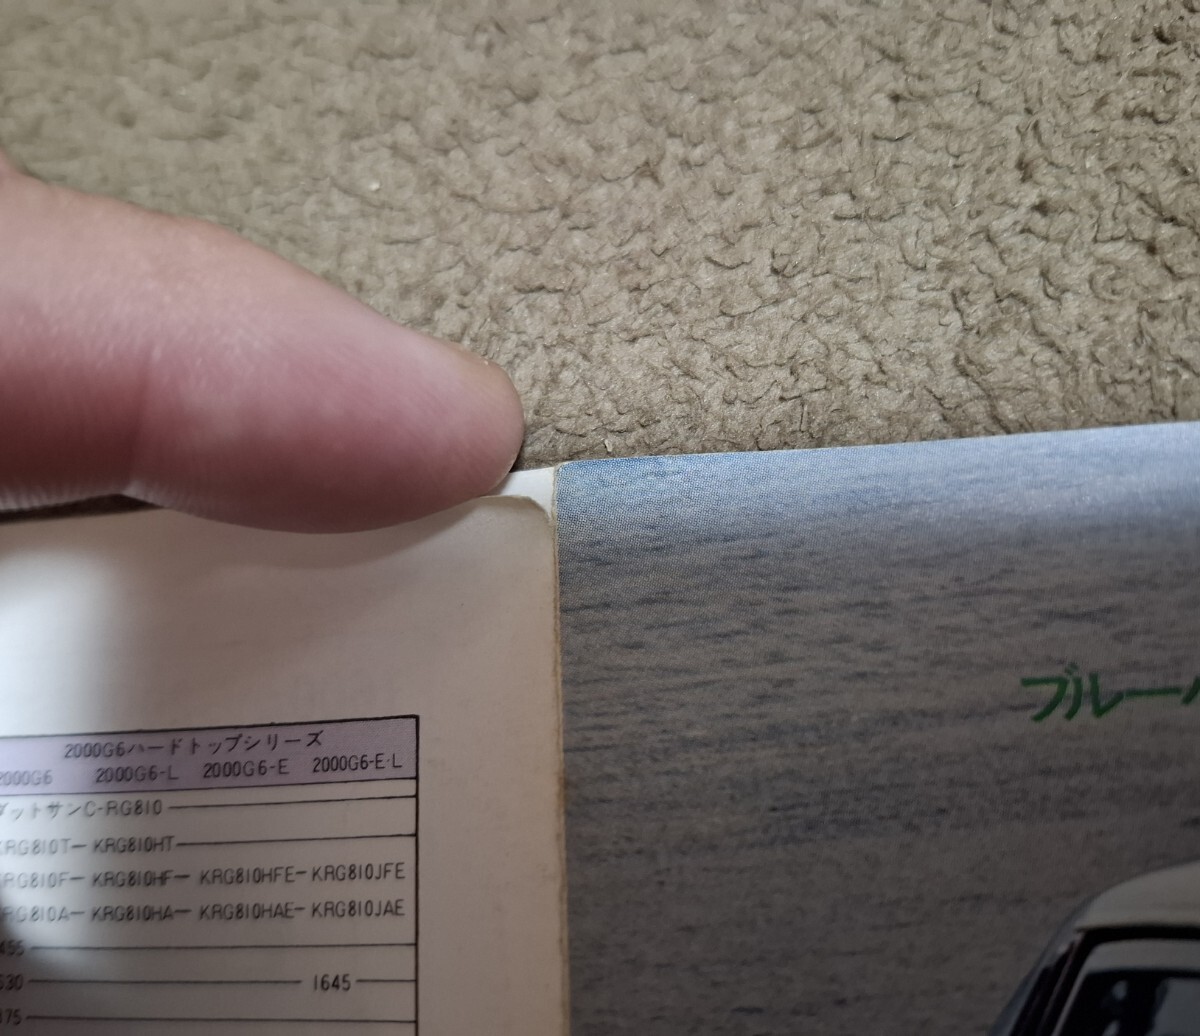 2000G6ハードトップシリーズ
2000G6 2000G6-L 2000G6-E 2000G6-E·L
ダットサンC-RG810
KRG810T KRG810HT
KRG810F KRG810HF KRG810HFE KRG810JFE
KRG810A KRG810HA KRG810HAE KRG810JAE
1645
ブルー